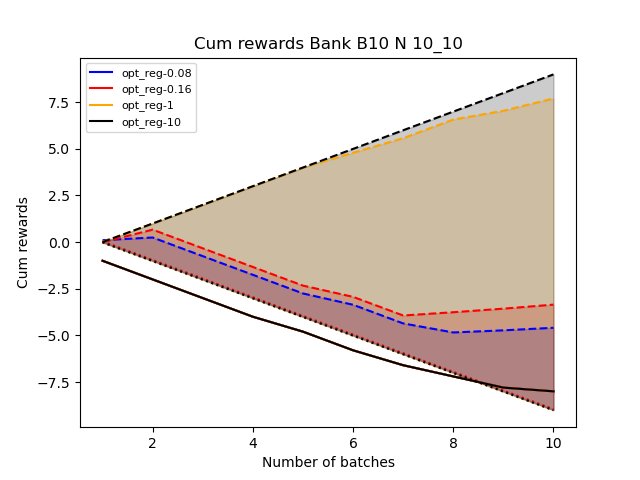 Cum rewards Bank B10 N 10_10
opt_reg-0.08
opt_reg-0.16
opt_reg-1
opt_reg-10
7.5
5.0
2.5
0.0
−2.5
−5.0
−7.5
Cum rewards
2 4 6 8 10
Number of batches